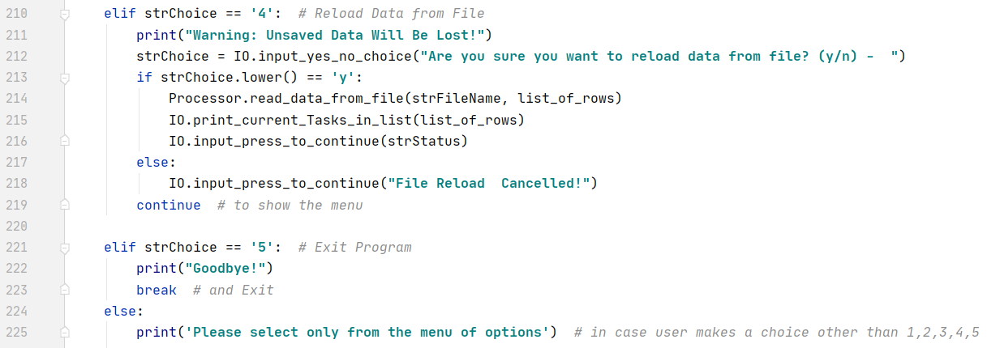 210 elif strChoice == '4':  # Reload Data from File
211 print("Warning: Unsaved Data Will Be Lost!")
212 strChoice = IO.input_yes_no_choice("Are you sure you want to reload data from file? (y/n) -  ")
213 if strChoice.lower() == 'y':
214 Processor.read_data_from_file(strFileName, list_of_rows)
215 IO.print_current_Tasks_in_list(list_of_rows)
216 IO.input_press_to_continue(strStatus)
217 else:
218 IO.input_press_to_continue("File Reload  Cancelled!")
219 continue  # to show the menu
220
221 elif strChoice == '5':  # Exit Program
222 print("Goodbye!")
223 break  # and Exit
224 else:
225 print('Please select only from the menu of options')  # in case user makes a choice other than 1,2,3,4,5